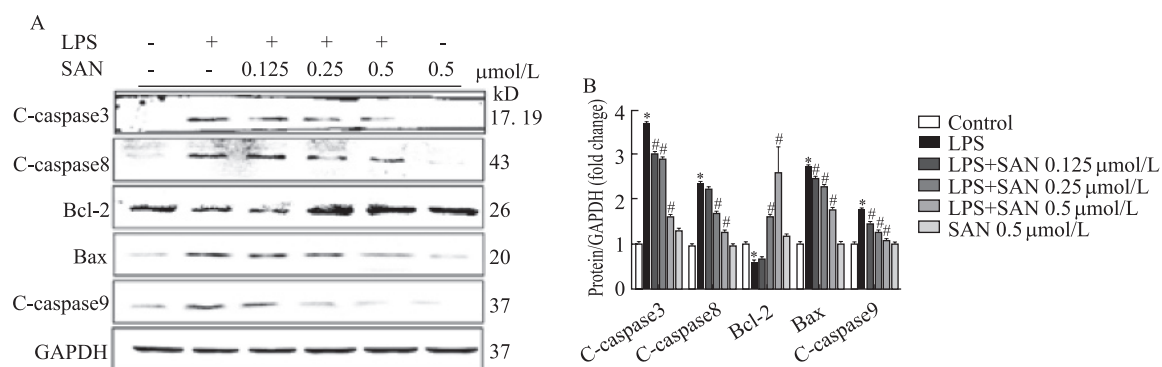 A
LPS - + + + + -
SAN - - 0.125 0.25 0.5 0.5 μmol/L
kD
C-caspase3 17. 19
C-caspase8 43
Bcl-2 26
Bax 20
C-caspase9 37
GAPDH 37
B
Protein/GAPDH (fold change)
4
3
2
1
0
* # # #
* # #
* # #
* # # #
* # # #
C-caspase3
C-caspase8
Bcl-2
Bax
C-caspase9
Control
LPS
LPS+SAN 0.125 μmol/L
LPS+SAN 0.25 μmol/L
LPS+SAN 0.5 μmol/L
SAN 0.5 μmol/L